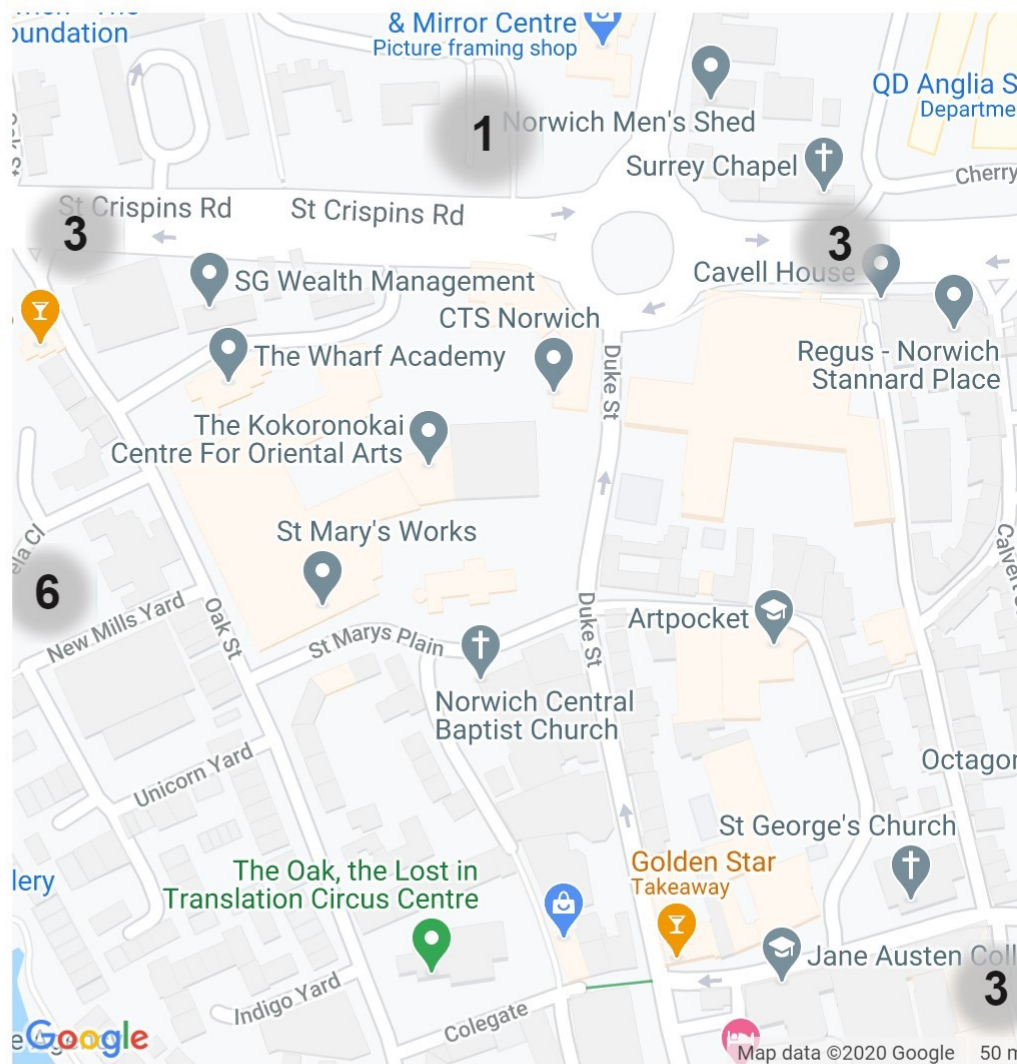 oundation
& Mirror Centre
Picture framing shop
QD Anglia S
Departme
1
Norwich Men's Shed
Surrey Chapel
Cherry
St Crispins Rd
St Crispins Rd
3
3
Cavell House
SG Wealth Management
CTS Norwich
The Wharf Academy
Duke St
Regus - Norwich
Stannard Place
The Kokoronokai
Centre For Oriental Arts
St Mary's Works
ela Cl
6
New Mills Yard
Oak St
St Marys Plain
Duke St
Artpocket
Calvert S
Norwich Central
Baptist Church
Unicorn Yard
Octagon
St George's Church
Golden Star
Takeaway
The Oak, the Lost in
Translation Circus Centre
lery
Jane Austen Coll
3
Indigo Yard
Colegate
Google
Map data ©2020 Google
50 m